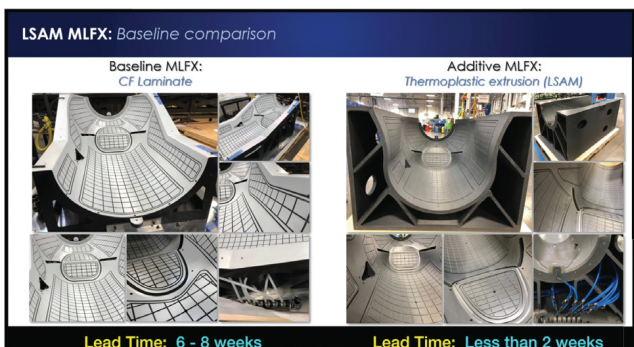 LSAM MLFX: Baseline comparison
Baseline MLFX:
CF Laminate
Additive MLFX:
Thermoplastic extrusion (LSAM)
Lead Time: 6 - 8 weeks
Lead Time: Less than 2 weeks